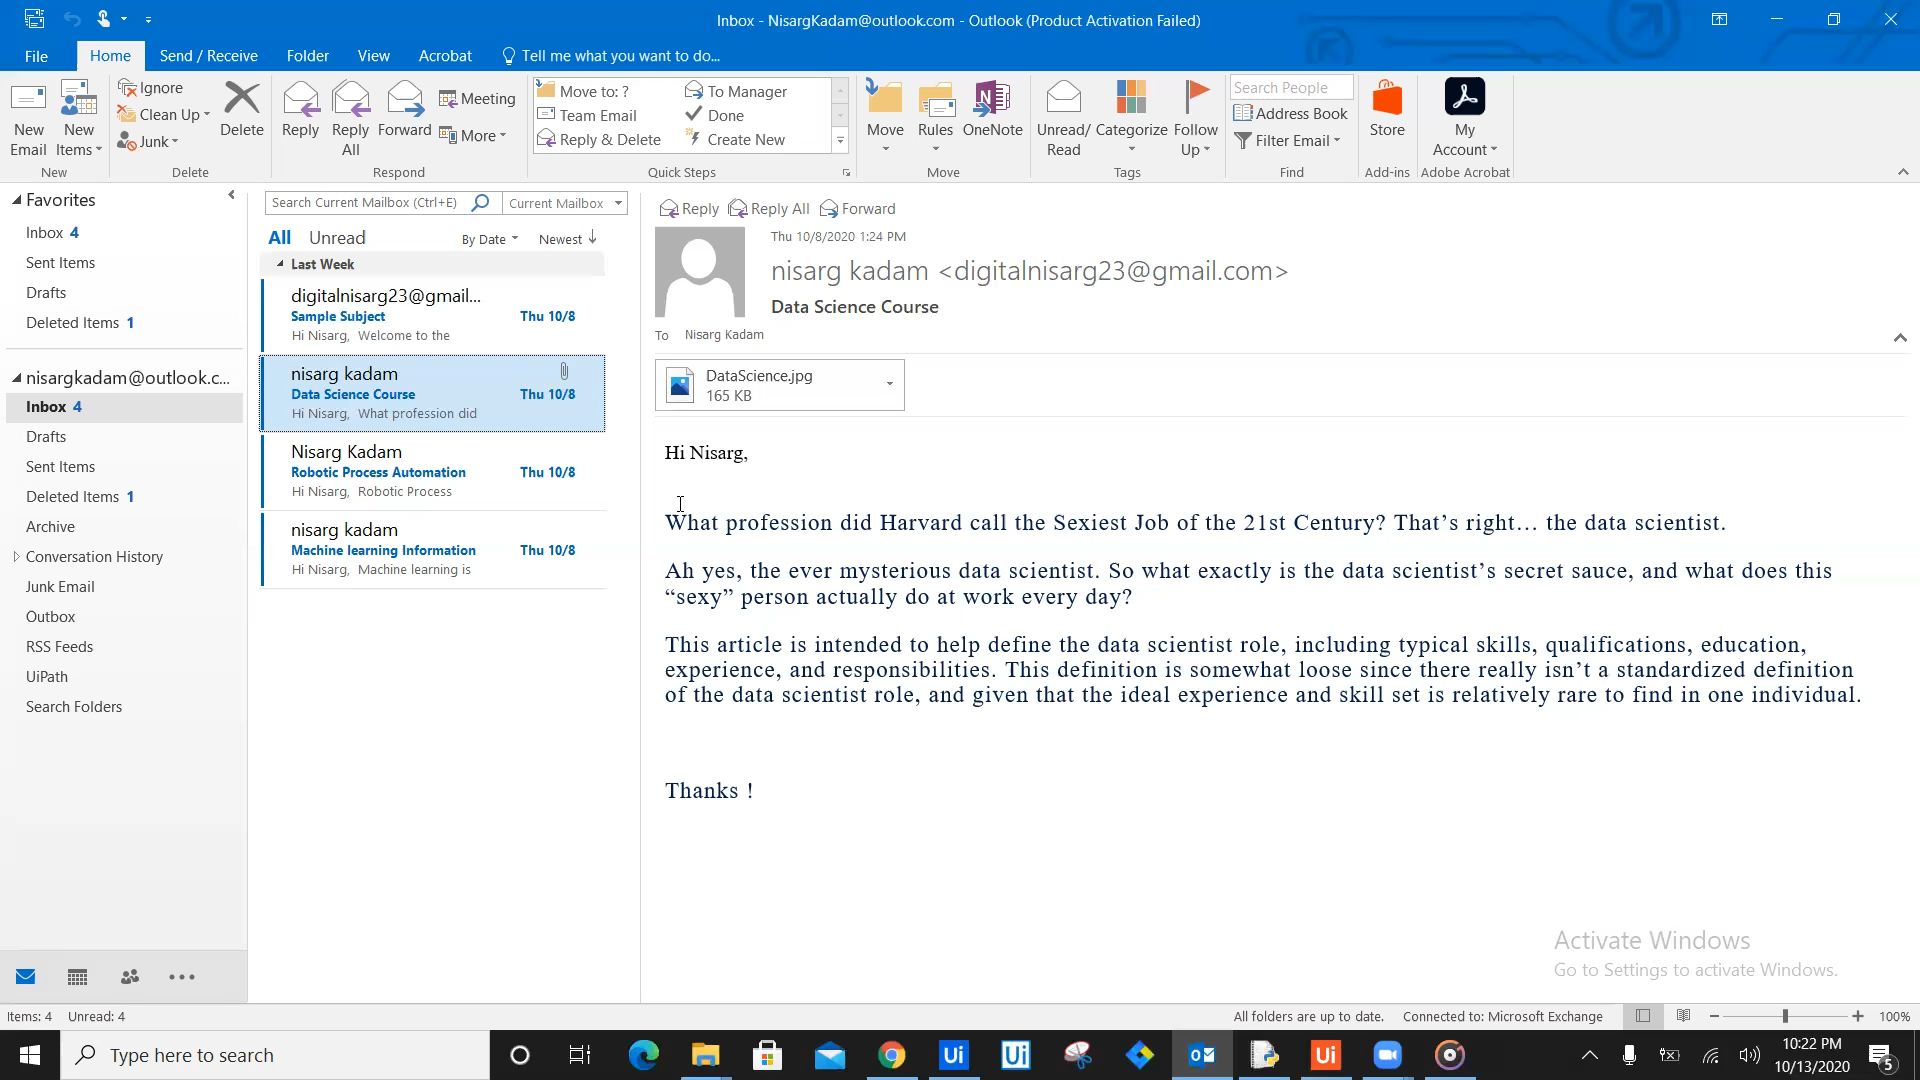 Inbox - NisargKadam@outlook.com - Outlook (Product Activation Failed)
File Home Send / Receive Folder View Acrobat Tell me what you want to do...
New Email
New Items
Ignore
Clean Up
Junk
Delete
Reply
Reply All
Forward
Meeting
More
Move to: ?
Team Email
Reply & Delete
To Manager
Done
Create New
Move
Rules
OneNote
Unread/ Read
Categorize
Follow Up
Search People
Address Book
Filter Email
Store
My Account
New Delete Respond Quick Steps Move Tags Find Add-ins Adobe Acrobat
Favorites
Inbox 4
Sent Items
Drafts
Deleted Items 1
nisargkadam@outlook.c...
Inbox 4
Drafts
Sent Items
Deleted Items 1
Archive
Conversation History
Junk Email
Outbox
RSS Feeds
UiPath
Search Folders
Search Current Mailbox (Ctrl+E) Current Mailbox
All Unread By Date Newest
Last Week
digitalnisarg23@gmail...
Sample Subject Thu 10/8
Hi Nisarg, Welcome to the
nisarg kadam
Data Science Course Thu 10/8
Hi Nisarg, What profession did
Nisarg Kadam
Robotic Process Automation Thu 10/8
Hi Nisarg, Robotic Process
nisarg kadam
Machine learning Information Thu 10/8
Hi Nisarg, Machine learning is
Reply Reply All Forward
Thu 10/8/2020 1:24 PM
nisarg kadam <digitalnisarg23@gmail.com>
Data Science Course
To Nisarg Kadam
DataScience.jpg
165 KB
Hi Nisarg,
What profession did Harvard call the Sexiest Job of the 21st Century? That’s right… the data scientist.
Ah yes, the ever mysterious data scientist. So what exactly is the data scientist’s secret sauce, and what does this
“sexy” person actually do at work every day?
This article is intended to help define the data scientist role, including typical skills, qualifications, education,
experience, and responsibilities. This definition is somewhat loose since there really isn’t a standardized definition
of the data scientist role, and given that the ideal experience and skill set is relatively rare to find in one individual.
Thanks !
Activate Windows
Go to Settings to activate Windows.
Items: 4 Unread: 4
All folders are up to date. Connected to: Microsoft Exchange
100%
Type here to search
Ui
Ui
Ui
10:22 PM
10/13/2020
5